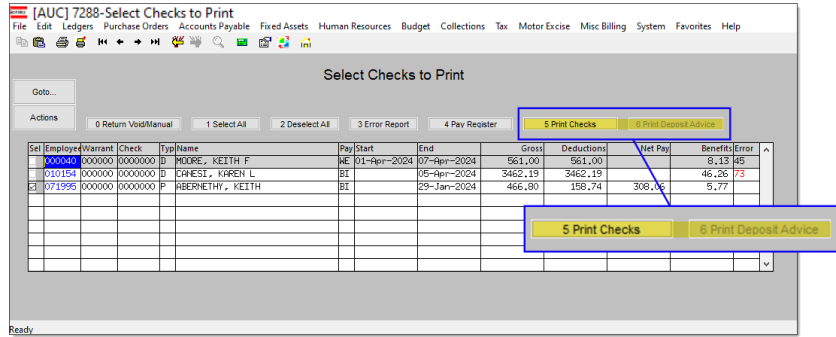 [AUC] 7288-Select Checks to Print
File Edit Ledgers Purchase Orders Accounts Payable Fixed Assets Human Resources Budget Collections Tax Motor Excise Misc Billing System Favorites Help
Select Checks to Print
Goto...
Actions
0 Return Void/Manual 1 Select All 2 Deselect All 3 Error Report 4 Pay Register 5 Print Checks 6 Print Deposit Advice
Sel Employee Warrant Check Typ Name Pay Start End Gross Deductions Net Pay Benefits Error
000040 000000 0000000 D MOORE, KEITH F WE 01-Apr-2024 07-Apr-2024 561.00 561.00 8.13 45
010154 000000 0000000 D CANESI, KAREN L BI 05-Apr-2024 3462.19 3462.19 46.26 73
071995 000000 0000000 P ABERNETHY, KEITH BI 29-Jan-2024 466.80 158.74 308.06 5.77
5 Print Checks 6 Print Deposit Advice
Ready